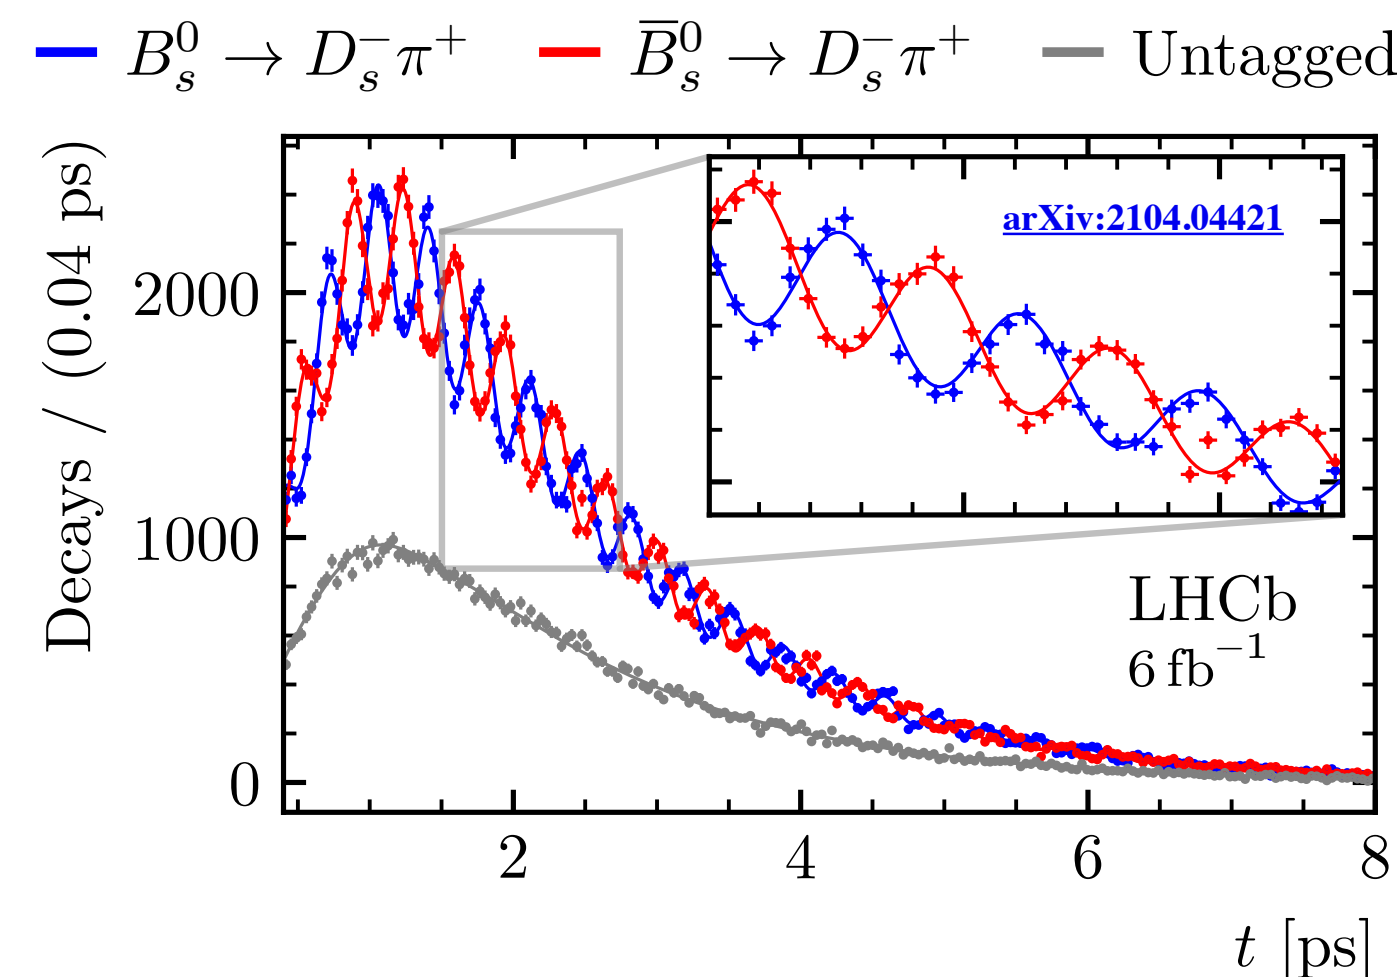 B⁰ₛ → D⁻ₛπ⁺ B̅⁰ₛ → D⁻ₛπ⁺ Untagged
Decays / (0.04 ps)
2000
1000
0
arXiv:2104.04421
LHCb
6 fb⁻¹
2 4 6 8
t [ps]